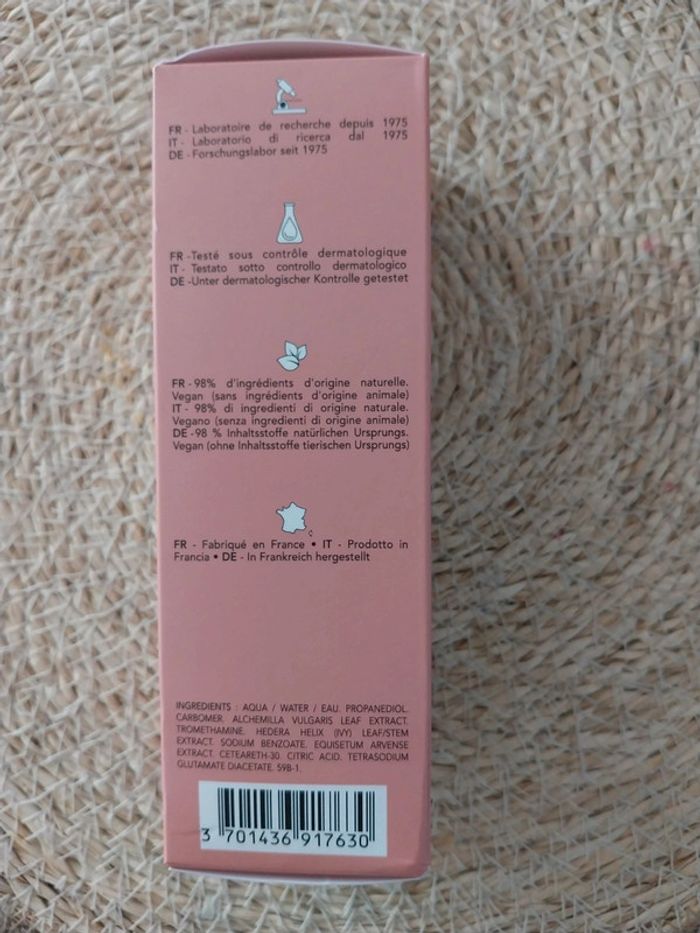 FR - Laboratoire de recherche depuis 1975
IT - Laboratorio di ricerca dal 1975
DE - Forschungslabor seit 1975
FR -Testé sous contrôle dermatologique
IT - Testato sotto controllo dermatologico
DE -Unter dermatologischer Kontrolle getestet
FR - 98% d'ingrédients d'origine naturelle.
Vegan (sans ingrédients d'origine animale)
IT - 98% di ingredienti di origine naturale.
Vegano (senza ingredienti di origine animale)
DE -98 % Inhaltsstoffe natürlichen Ursprungs.
Vegan (ohne Inhaltsstoffe tierischen Ursprungs)
FR - Fabriqué en France • IT - Prodotto in
Francia • DE - In Frankreich hergestellt
INGREDIENTS : AQUA / WATER / EAU. PROPANEDIOL.
CARBOMER. ALCHEMILLA VULGARIS LEAF EXTRACT.
TROMETHAMINE. HEDERA HELIX (IVY) LEAF/STEM
EXTRACT. SODIUM BENZOATE. EQUISETUM ARVENSE
EXTRACT. CETEARETH-30. CITRIC ACID. TETRASODIUM
GLUTAMATE DIACETATE. 59B-1.
3 701436 917630